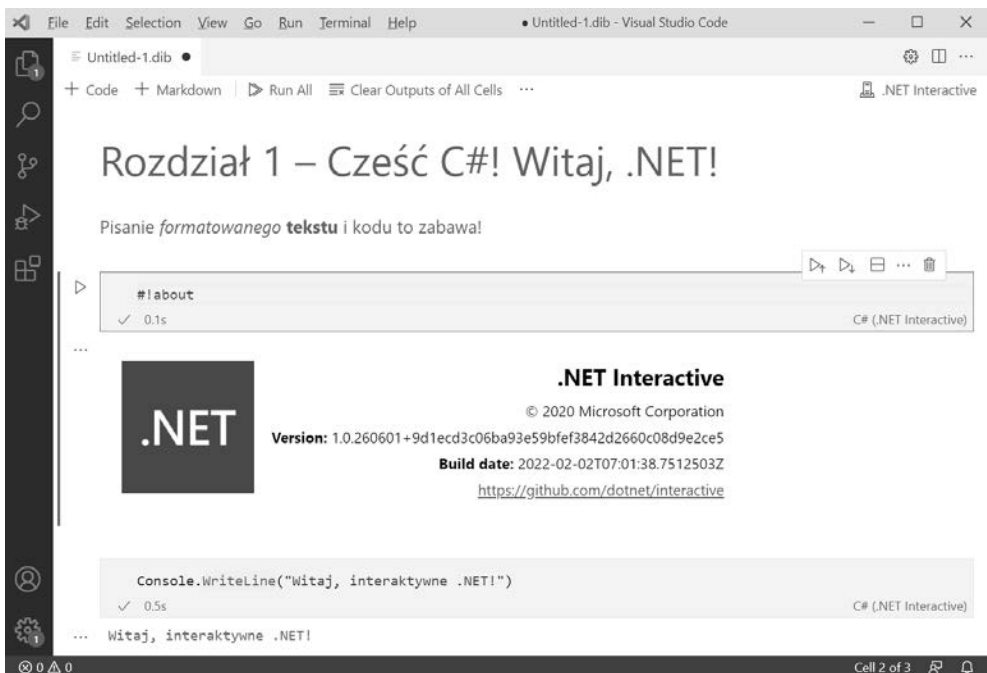 File Edit Selection View Go Run Terminal Help ● Untitled-1.dib - Visual Studio Code
Untitled-1.dib ●
+ Code + Markdown Run All Clear Outputs of All Cells ··· .NET Interactive
Rozdział 1 – Cześć C#! Witaj, .NET!
Pisanie formatowanego tekstu i kodu to zabawa!
#!about
✓ 0.1s C# (.NET Interactive)
.NET
.NET Interactive
© 2020 Microsoft Corporation
Version: 1.0.260601+9d1ecd3c06ba93e59bfef3842d2660c08d9e2ce5
Build date: 2022-02-02T07:01:38.7512503Z
https://github.com/dotnet/interactive
Console.WriteLine("Witaj, interaktywne .NET!")
✓ 0.5s C# (.NET Interactive)
··· Witaj, interaktywne .NET!
1
1
0 0 Cell 2 of 3